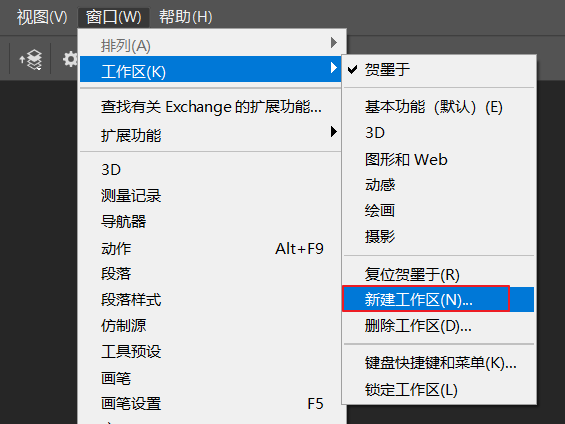 视图(V) 窗口(W) 帮助(H)
排列(A)
工作区(K)
查找有关 Exchange 的扩展功能...
扩展功能
3D
测量记录
导航器
动作 Alt+F9
段落
段落样式
仿制源
工具预设
画笔
画笔设置 F5
贺墨于
基本功能（默认）(E)
3D
图形和 Web
动感
绘画
摄影
复位贺墨于(R)
新建工作区(N)...
删除工作区(D)...
键盘快捷键和菜单(K)...
锁定工作区(L)